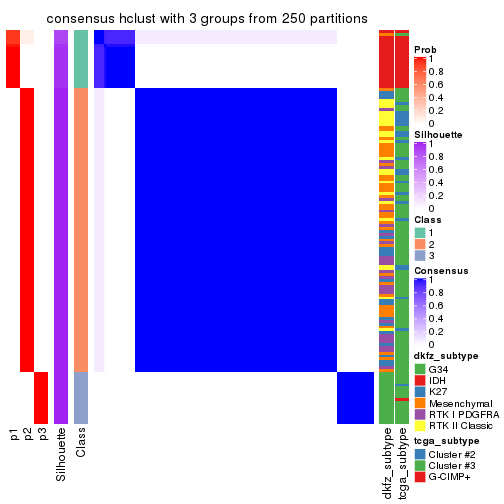 consensus hclust with 3 groups from 250 partitions
Prob
1
0.8
0.6
0.4
0.2
0
Silhouette
1
0.8
0.6
0.4
0.2
0
Class
1
2
3
Consensus
1
0.8
0.6
0.4
0.2
0
dkfz_subtype
G34
IDH
K27
Mesenchymal
RTK I PDGFRA
RTK II Classic
tcga_subtype
Cluster #2
Cluster #3
G-CIMP+
p1
p2
p3
Silhouette
Class
dkfz_subtype
tcga_subtype